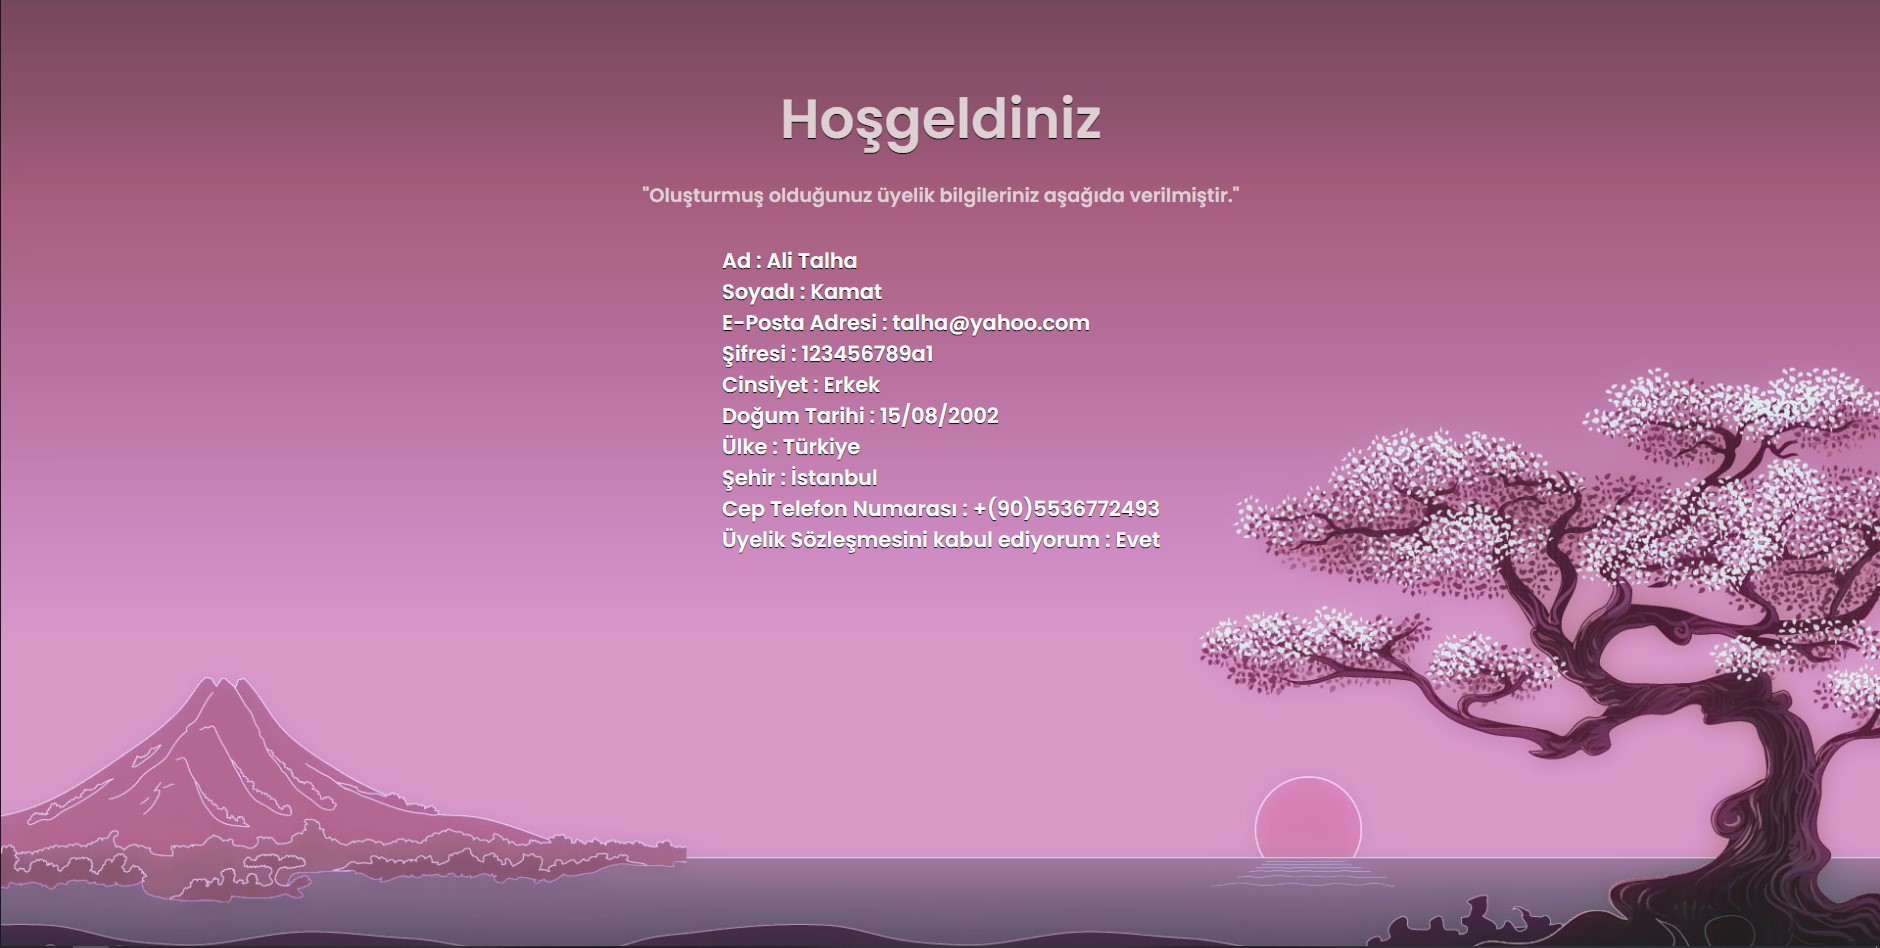 Hoşgeldiniz
"Oluşturmuş olduğunuz üyelik bilgileriniz aşağıda verilmiştir."
Ad : Ali Talha
Soyadı : Kamat
E-Posta Adresi : talha@yahoo.com
Şifresi : 123456789a1
Cinsiyet : Erkek
Doğum Tarihi : 15/08/2002
Ülke : Türkiye
Şehir : İstanbul
Cep Telefon Numarası : +(90)5536772493
Üyelik Sözleşmesini kabul ediyorum : Evet